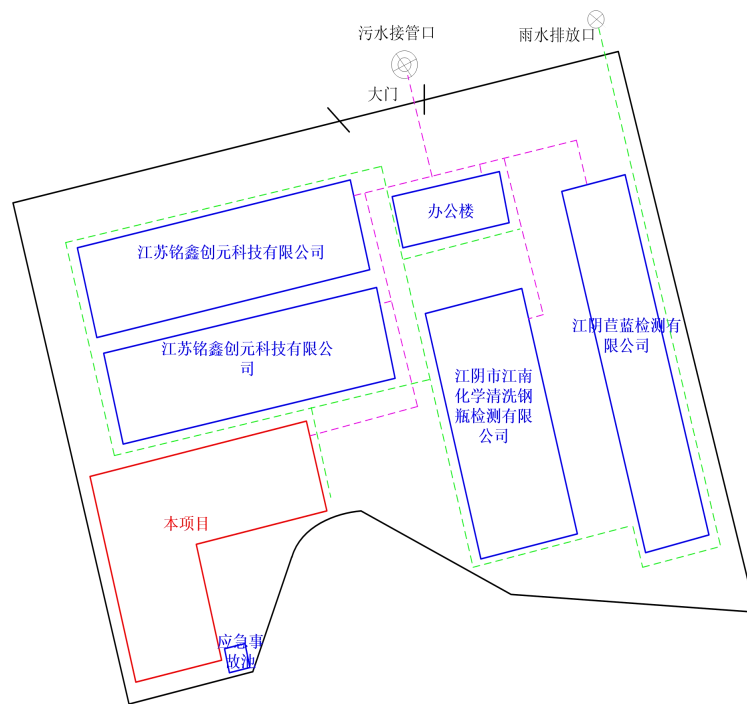 污水接管口
雨水排放口
大门
办公楼
江苏铭鑫创元科技有限公司
江苏铭鑫创元科技有限公
司
江阴苣蓝检测有
限公司
江阴市江南
化学清洗钢
瓶检测有限
公司
本项目
应急事
故池